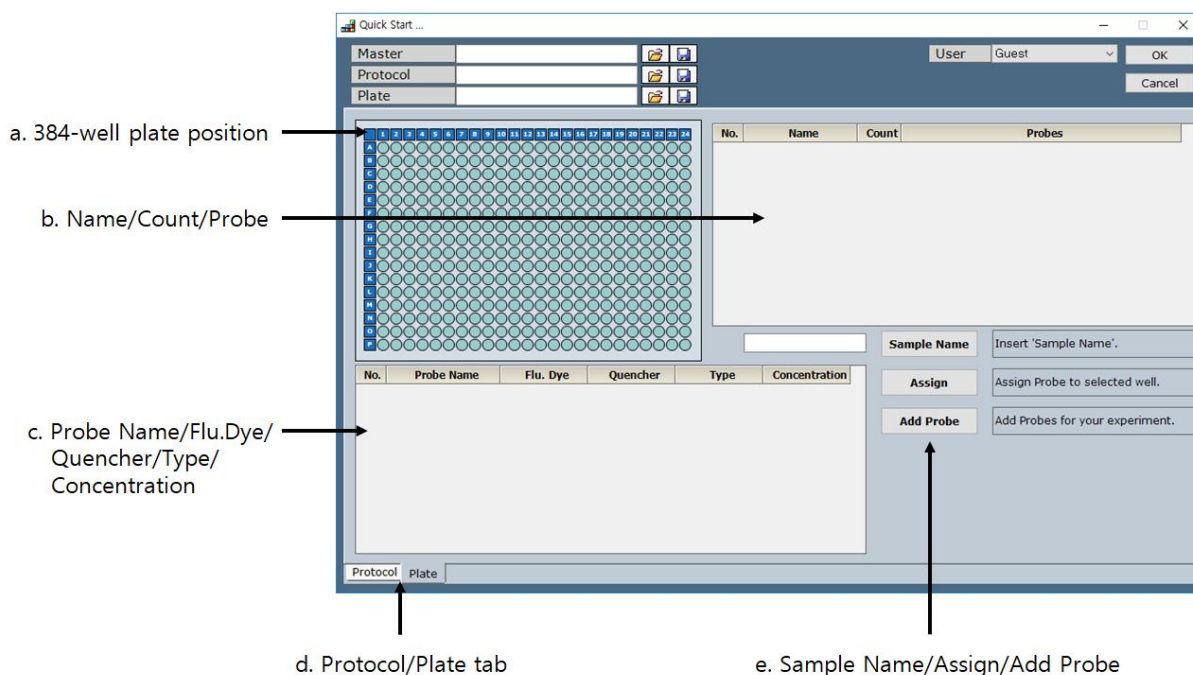 Quick Start ...
Master
User
Guest
OK
Protocol
Cancel
Plate
a. 384-well plate position
1 2 3 4 5 6 7 8 9 10 11 12 13 14 15 16 17 18 19 20 21 22 23 24
A
B
C
D
E
F
G
H
I
J
K
L
M
N
O
P
No. Name Count Probes
b. Name/Count/Probe
Sample Name
Insert 'Sample Name'.
No. Probe Name Flu. Dye Quencher Type Concentration
Assign
Assign Probe to selected well.
Add Probe
Add Probes for your experiment.
c. Probe Name/Flu.Dye/
Quencher/Type/
Concentration
Protocol Plate
d. Protocol/Plate tab
e. Sample Name/Assign/Add Probe